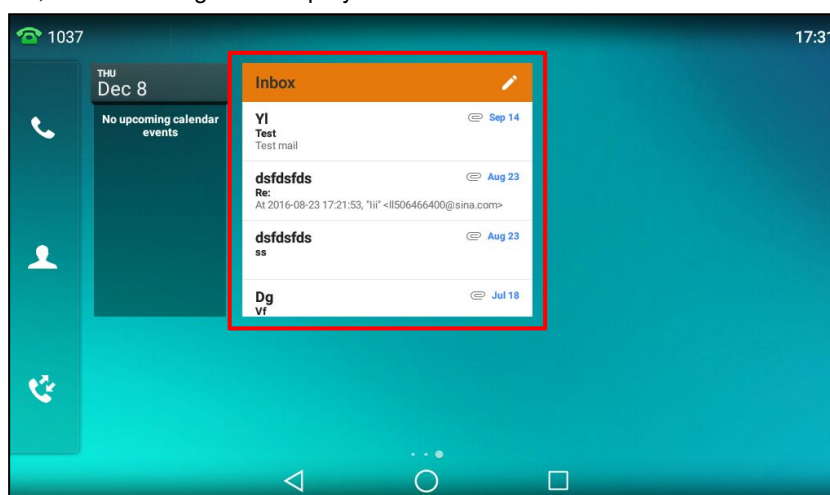 1037
17:31
THU
Dec 8
No upcoming calendar
events
Inbox
Yl
Sep 14
Test
Test mail
dsfdsfds
Aug 23
Re:
At 2016-08-23 17:21:53, "lii" <ll506466400@sina.com>
dsfdsfds
Aug 23
ss
Dg
Jul 18
Vf